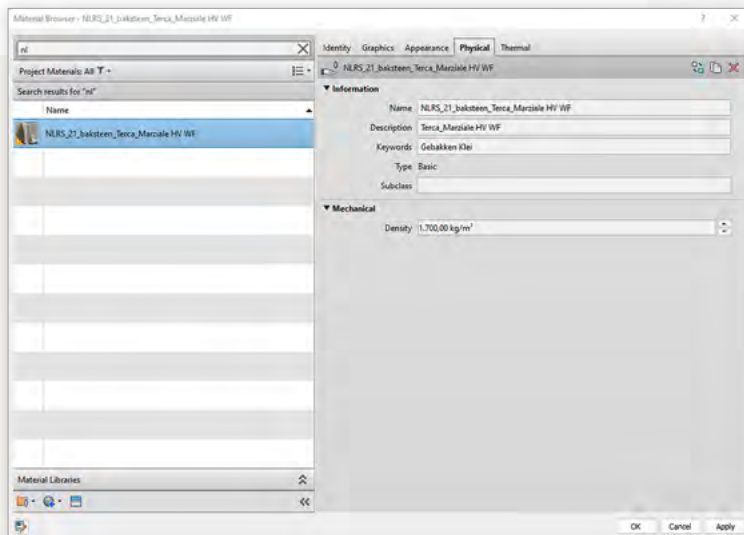 Material Browser - NLRS_21_baksteen_Terca_Marziale HV WF
?
nl
Project Materials: All
Search results for "nl"
Name
NLRS_21_baksteen_Terca_Marziale HV WF
Material Libraries
Identity Graphics Appearance Physical Thermal
0 NLRS_21_baksteen_Terca_Marziale HV WF
Information
Name NLRS_21_baksteen_Terca_Marziale HV WF
Description Terca_Marziale HV WF
Keywords Gebakken Klei
Type Basic
Subclass
Mechanical
Density 1.700,00 kg/m³
OK Cancel Apply